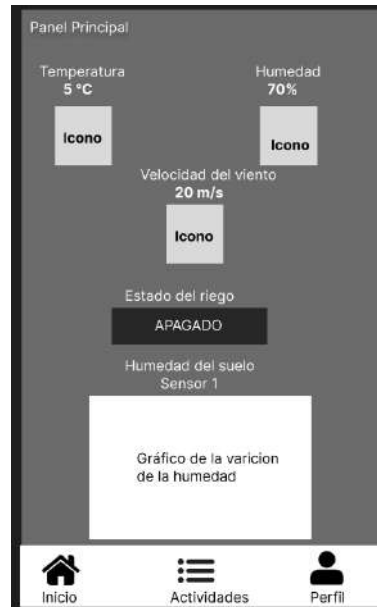 Panel Principal
Temperatura
5 °C
Icono
Humedad
70%
Icono
Velocidad del viento
20 m/s
Icono
Estado del riego
APAGADO
Humedad del suelo
Sensor 1
Gráfico de la varicion
de la humedad
Inicio
Actividades
Perfil